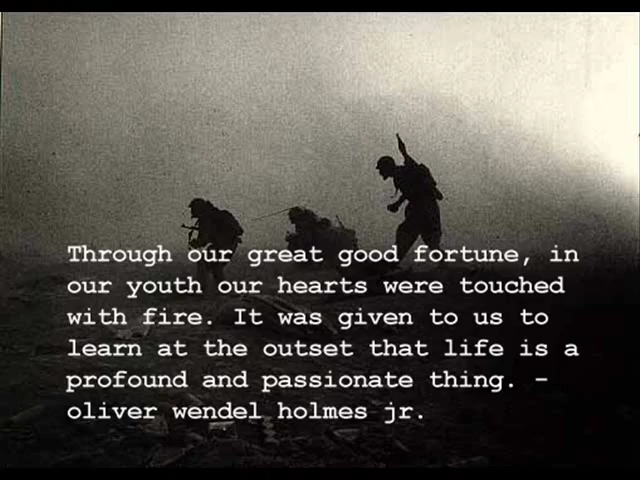 Through our great good fortune, in
our youth our hearts were touched
with fire. It was given to us to
learn at the outset that life is a
profound and passionate thing. -
oliver wendel holmes jr.